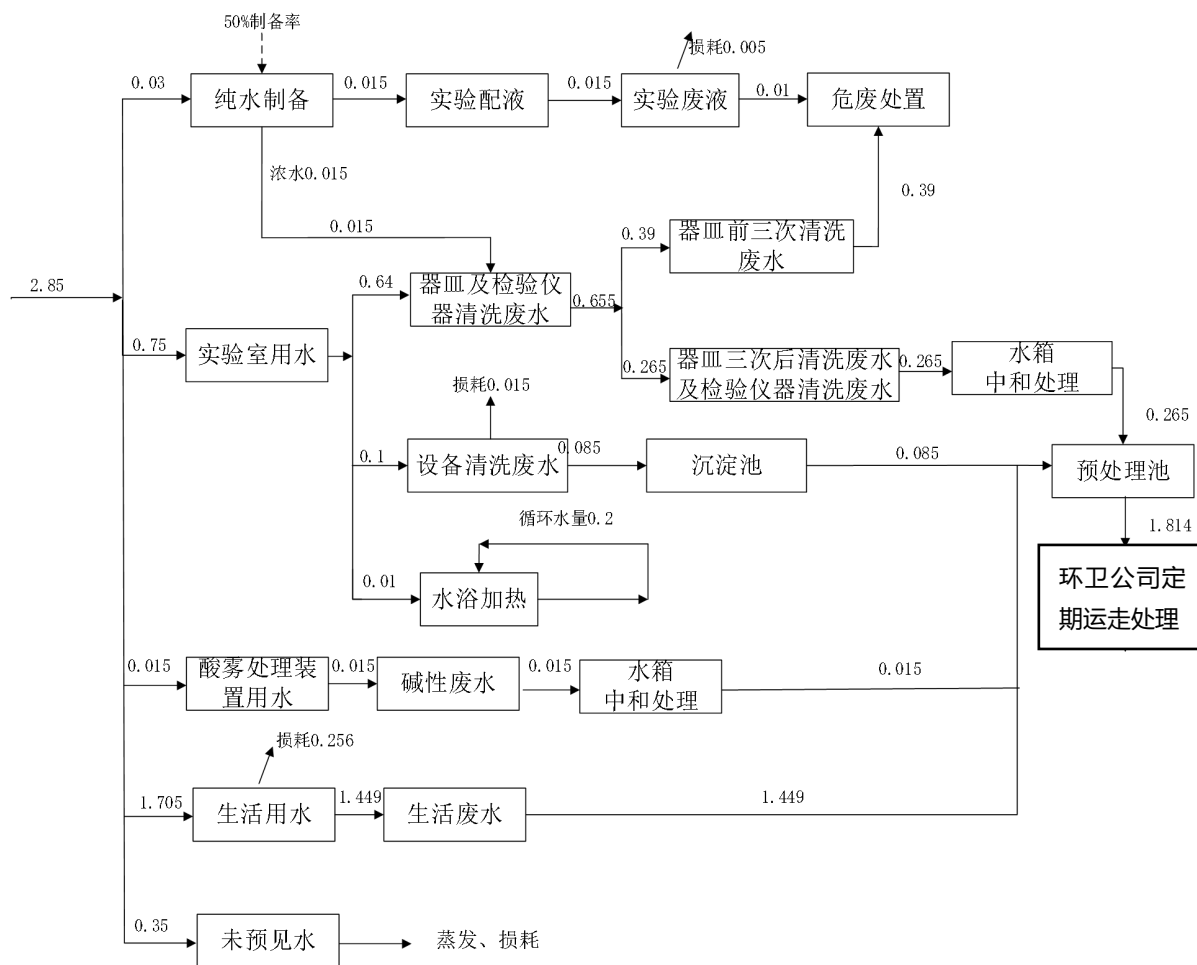 50%制备率
损耗0.005
0.03
纯水制备
0.015
实验配液
0.015
实验废液
0.01
危废处置
浓水0.015
0.39
0.015
0.39
器皿前三次清洗
废水
2.85
0.64
器皿及检验仪
器清洗废水
0.655
0.75
实验室用水
0.265
器皿三次后清洗废水
及检验仪器清洗废水
0.265
水箱
中和处理
损耗0.015
0.265
0.1
设备清洗废水
0.085
沉淀池
0.085
预处理池
循环水量0.2
1.814
0.01
水浴加热
环卫公司定
期运走处理
0.015
酸雾处理装
置用水
0.015
碱性废水
0.015
水箱
中和处理
0.015
损耗0.256
1.705
生活用水
1.449
生活废水
1.449
0.35
未预见水
蒸发、损耗